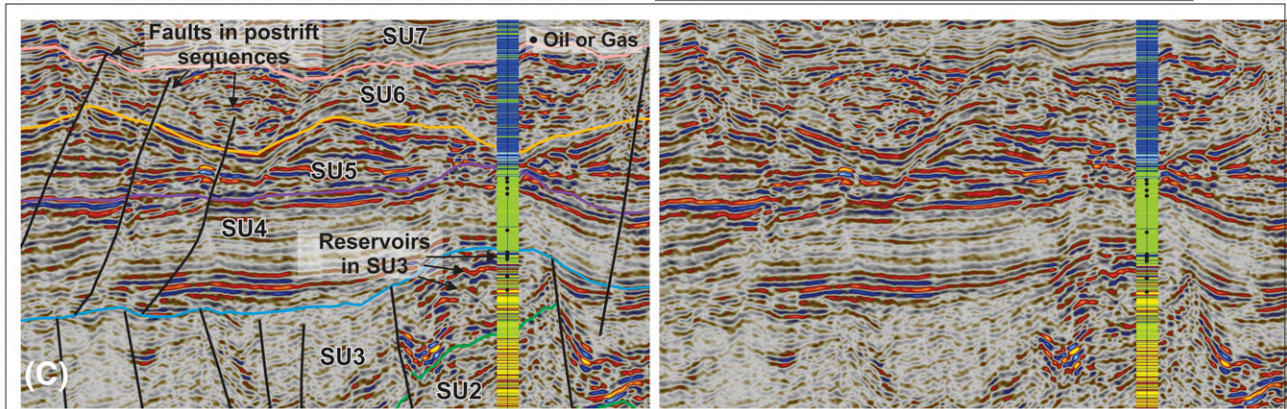 Faults in postrift
sequences
SU7
• Oil or Gas
SU6
SU5
SU4
Reservoirs
in SU3
SU3
(C)
SU2